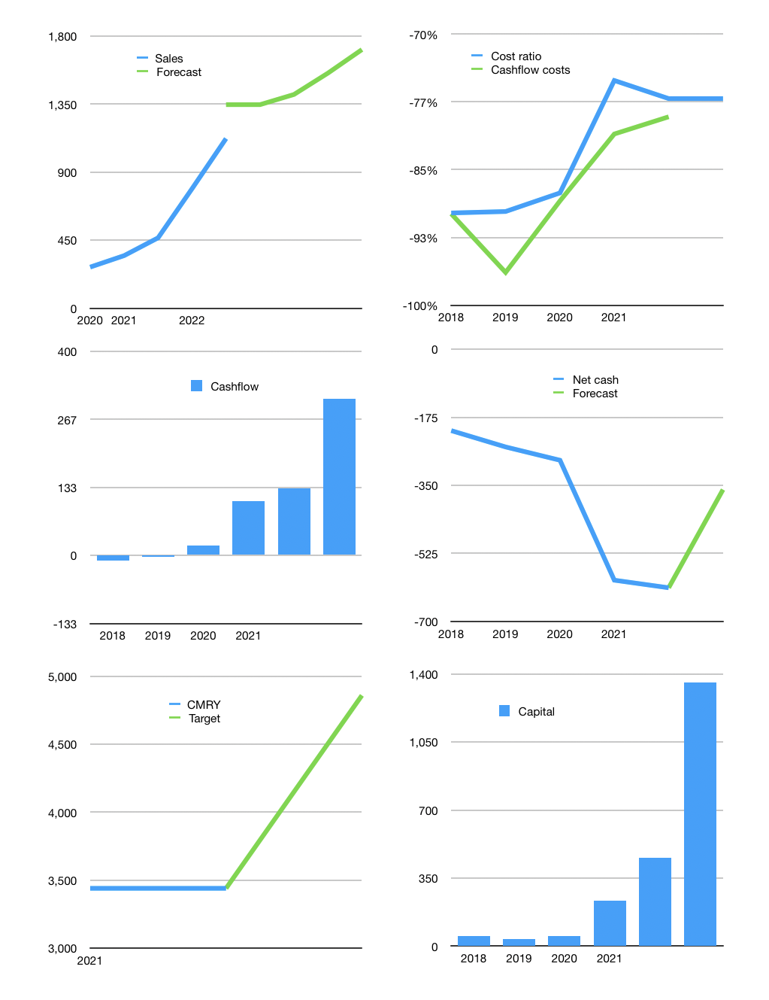 1,800
Sales
Forecast
1,350
900
450
0
2020 2021 2022
-70%
Cost ratio
Cashflow costs
-77%
-85%
-93%
-100%
2018 2019 2020 2021
400
Cashflow
267
133
0
-133
2018 2019 2020 2021
0
Net cash
Forecast
-175
-350
-525
-700
2018 2019 2020 2021
5,000
CMRY
Target
4,500
4,000
3,500
3,000
2021
1,400
Capital
1,050
700
350
0
2018 2019 2020 2021